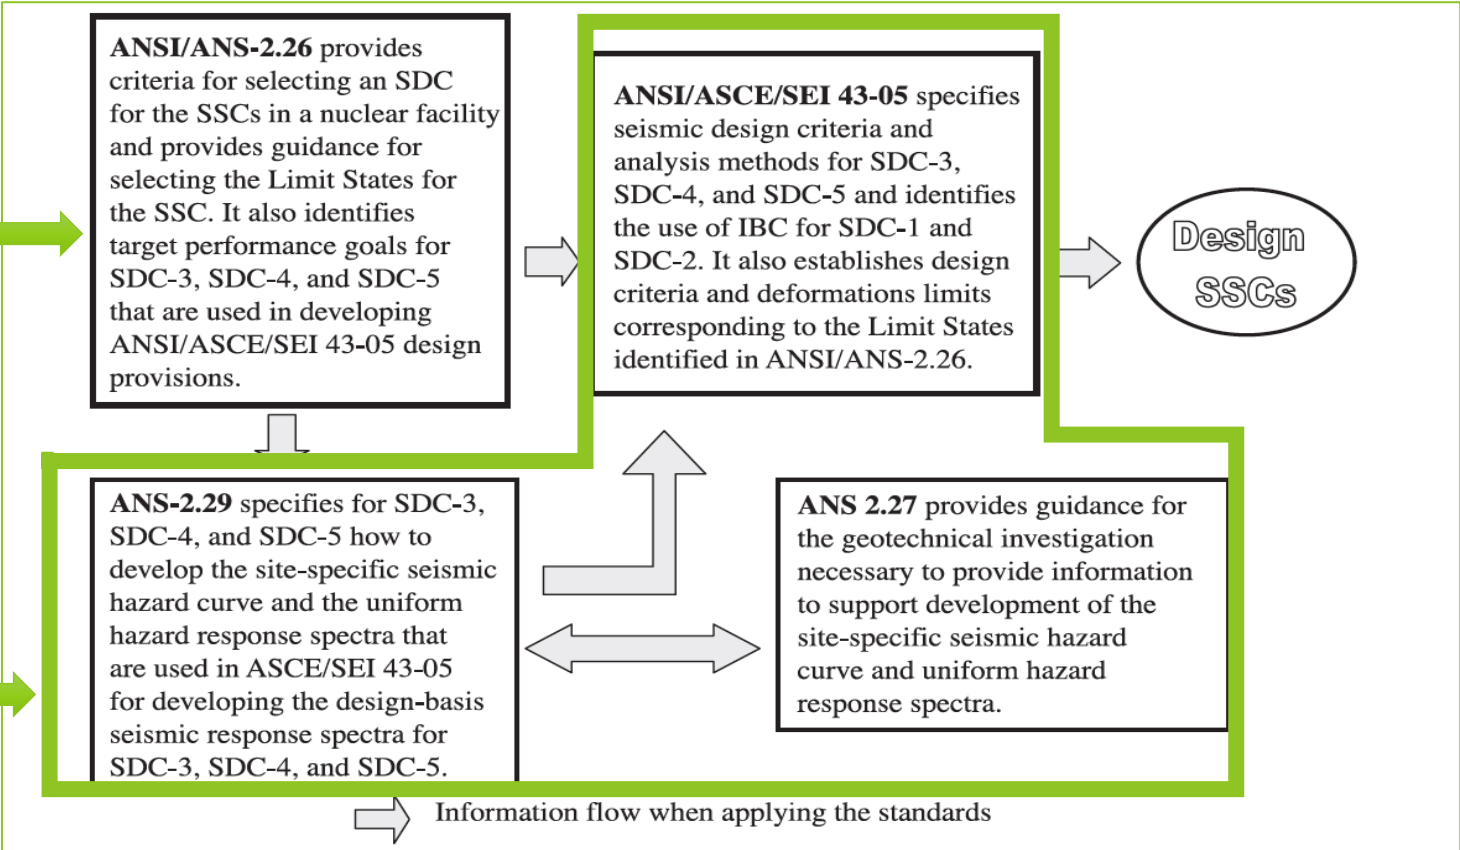 ANSI/ANS-2.26 provides
criteria for selecting an SDC
for the SSCs in a nuclear facility
and provides guidance for
selecting the Limit States for
the SSC. It also identifies
target performance goals for
SDC-3, SDC-4, and SDC-5
that are used in developing
ANSI/ASCE/SEI 43-05 design
provisions.
ANSI/ASCE/SEI 43-05 specifies
seismic design criteria and
analysis methods for SDC-3,
SDC-4, and SDC-5 and identifies
the use of IBC for SDC-1 and
SDC-2. It also establishes design
criteria and deformations limits
corresponding to the Limit States
identified in ANSI/ANS-2.26.
Design
SSCs
ANS-2.29 specifies for SDC-3,
SDC-4, and SDC-5 how to
develop the site-specific seismic
hazard curve and the uniform
hazard response spectra that
are used in ASCE/SEI 43-05
for developing the design-basis
seismic response spectra for
SDC-3, SDC-4, and SDC-5.
ANS 2.27 provides guidance for
the geotechnical investigation
necessary to provide information
to support development of the
site-specific seismic hazard
curve and uniform hazard
response spectra.
Information flow when applying the standards